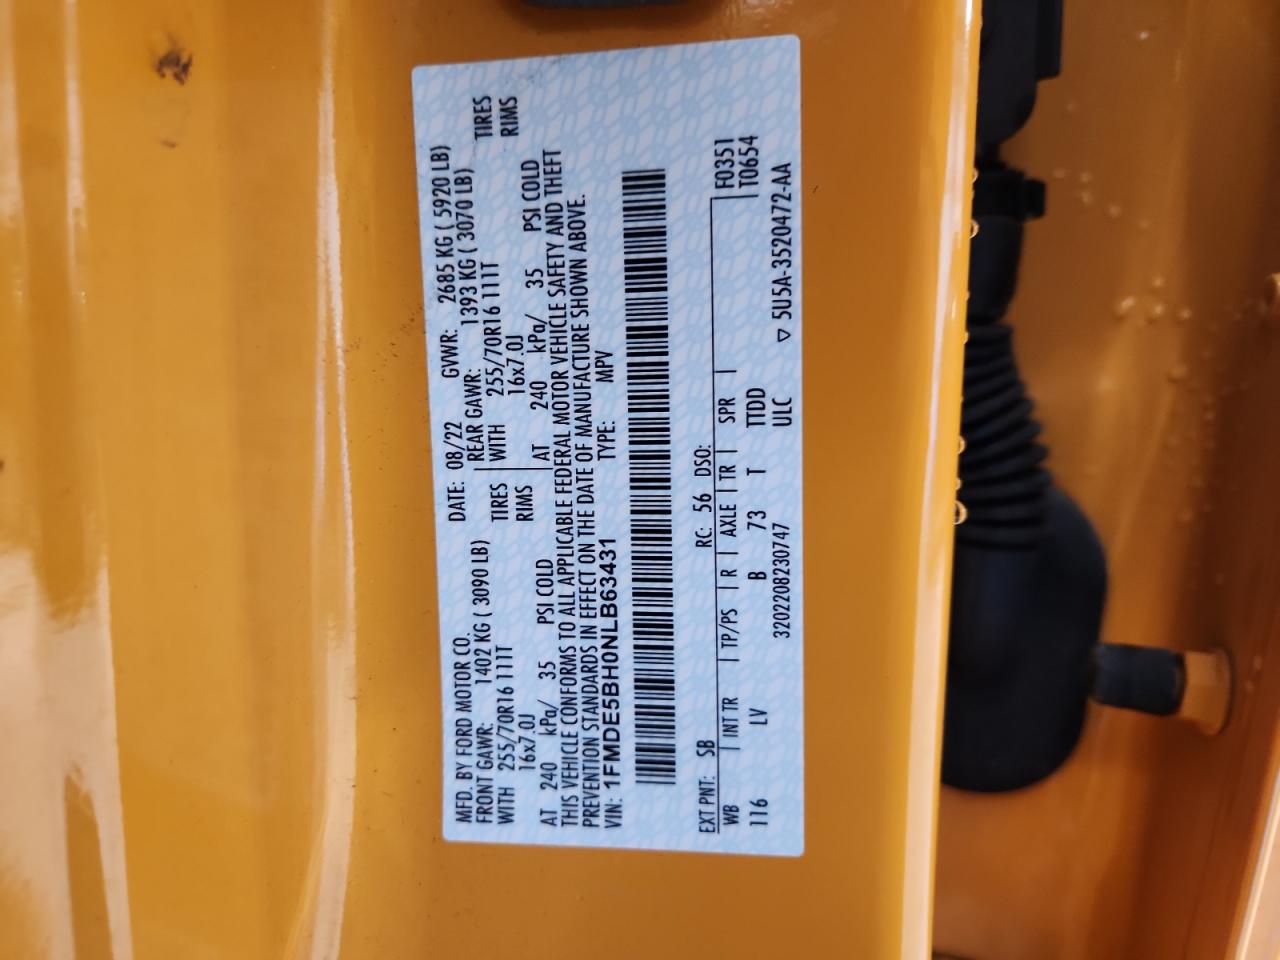 MFD. BY FORD MOTOR CO. DATE: 08/22 GVWR: 2685 KG ( 5920 LB)
FRONT GAWR: 1402 KG ( 3090 LB) REAR GAWR: 1393 KG ( 3070 LB)
WITH 255/70R16 111T TIRES WITH 255/70R16 111T TIRES
16x7.0J RIMS 16x7.0J RIMS
AT 240 kPa/ 35 PSI COLD AT 240 kPa/ 35 PSI COLD
THIS VEHICLE CONFORMS TO ALL APPLICABLE FEDERAL MOTOR VEHICLE SAFETY AND THEFT
PREVENTION STANDARDS IN EFFECT ON THE DATE OF MANUFACTURE SHOWN ABOVE.
VIN: 1FMDE5BH0NLB63431 TYPE: MPV
EXT PNT: SB RC: 56 DSO: F0351
WB INT TR TP/PS R AXLE TR SPR T0654
116 LV B 73 T TTDD
320220823​0747 ULC ▽ 5U5A-3520472-AA